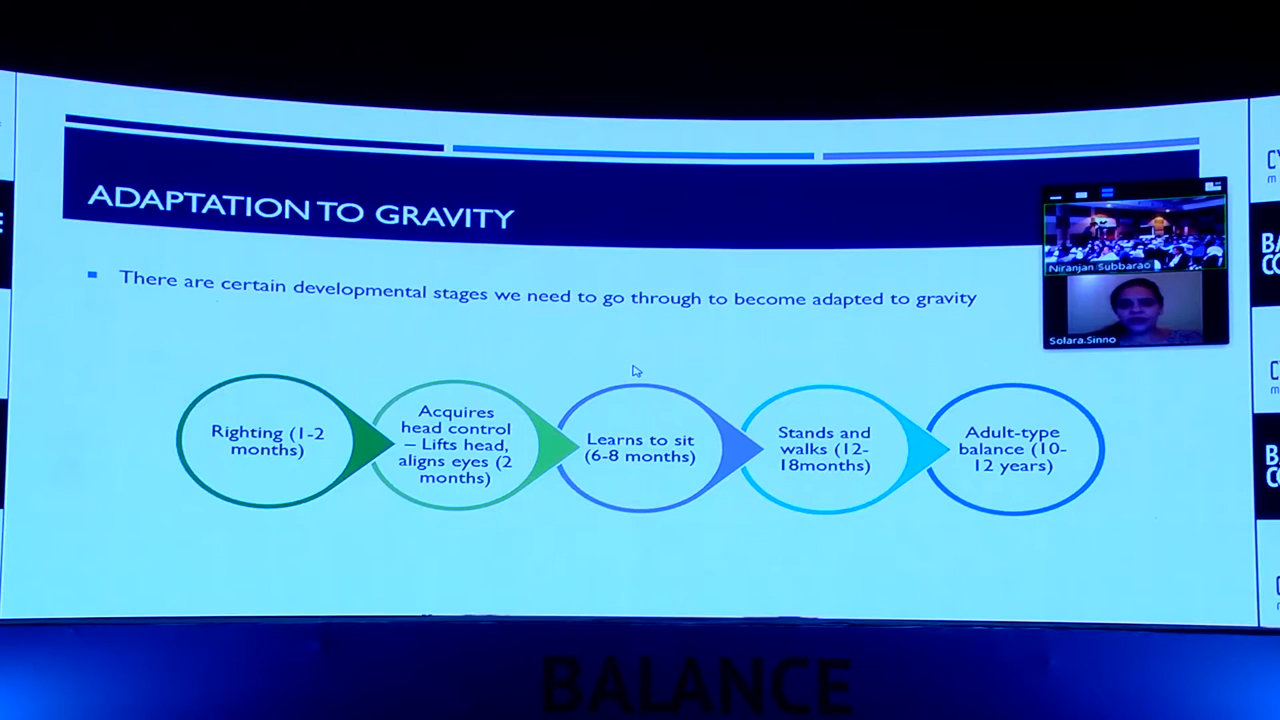 ADAPTATION TO GRAVITY
There are certain developmental stages we need to go through to become adapted to gravity
Righting (1-2
months)
Acquires
head control
– Lifts head,
aligns eyes (2
months)
Learns to sit
(6-8 months)
Stands and
walks (12-
18months)
Adult-type
balance (10-
12 years)
Niranjan Subbarao
Solara.Sinno
BALANCE